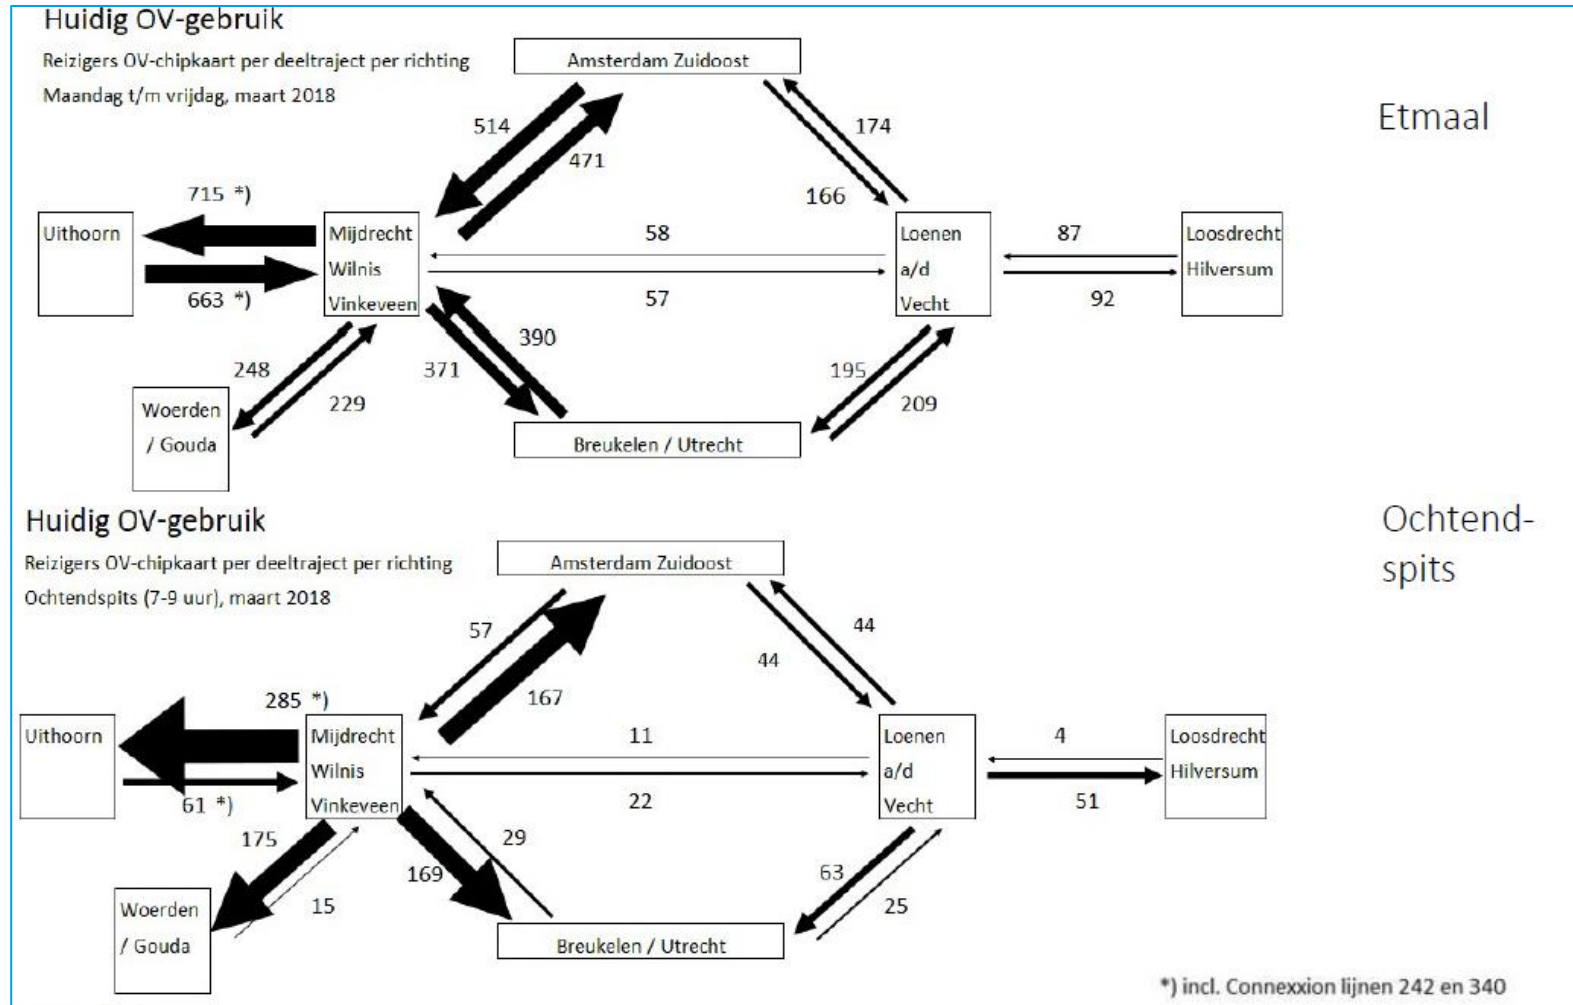 Huidig OV-gebruik
Reizigers OV-chipkaart per deeltraject per richting
Maandag t/m vrijdag, maart 2018
Etmaal
Amsterdam Zuidoost
514
471
174
166
715 *)
663 *)
Uithoorn
Mijdrecht
Wilnis
Vinkeveen
58
57
Loenen
a/d
Vecht
87
92
Loosdrecht
Hilversum
248
229
390
371
195
209
Woerden
/ Gouda
Breukelen / Utrecht
Huidig OV-gebruik
Reizigers OV-chipkaart per deeltraject per richting
Ochtendspits (7-9 uur), maart 2018
Ochtend-
spits
Amsterdam Zuidoost
57
167
44
44
285 *)
61 *)
Uithoorn
Mijdrecht
Wilnis
Vinkeveen
11
22
Loenen
a/d
Vecht
4
51
Loosdrecht
Hilversum
175
15
29
169
63
25
Woerden
/ Gouda
Breukelen / Utrecht
*) incl. Connexxion lijnen 242 en 340